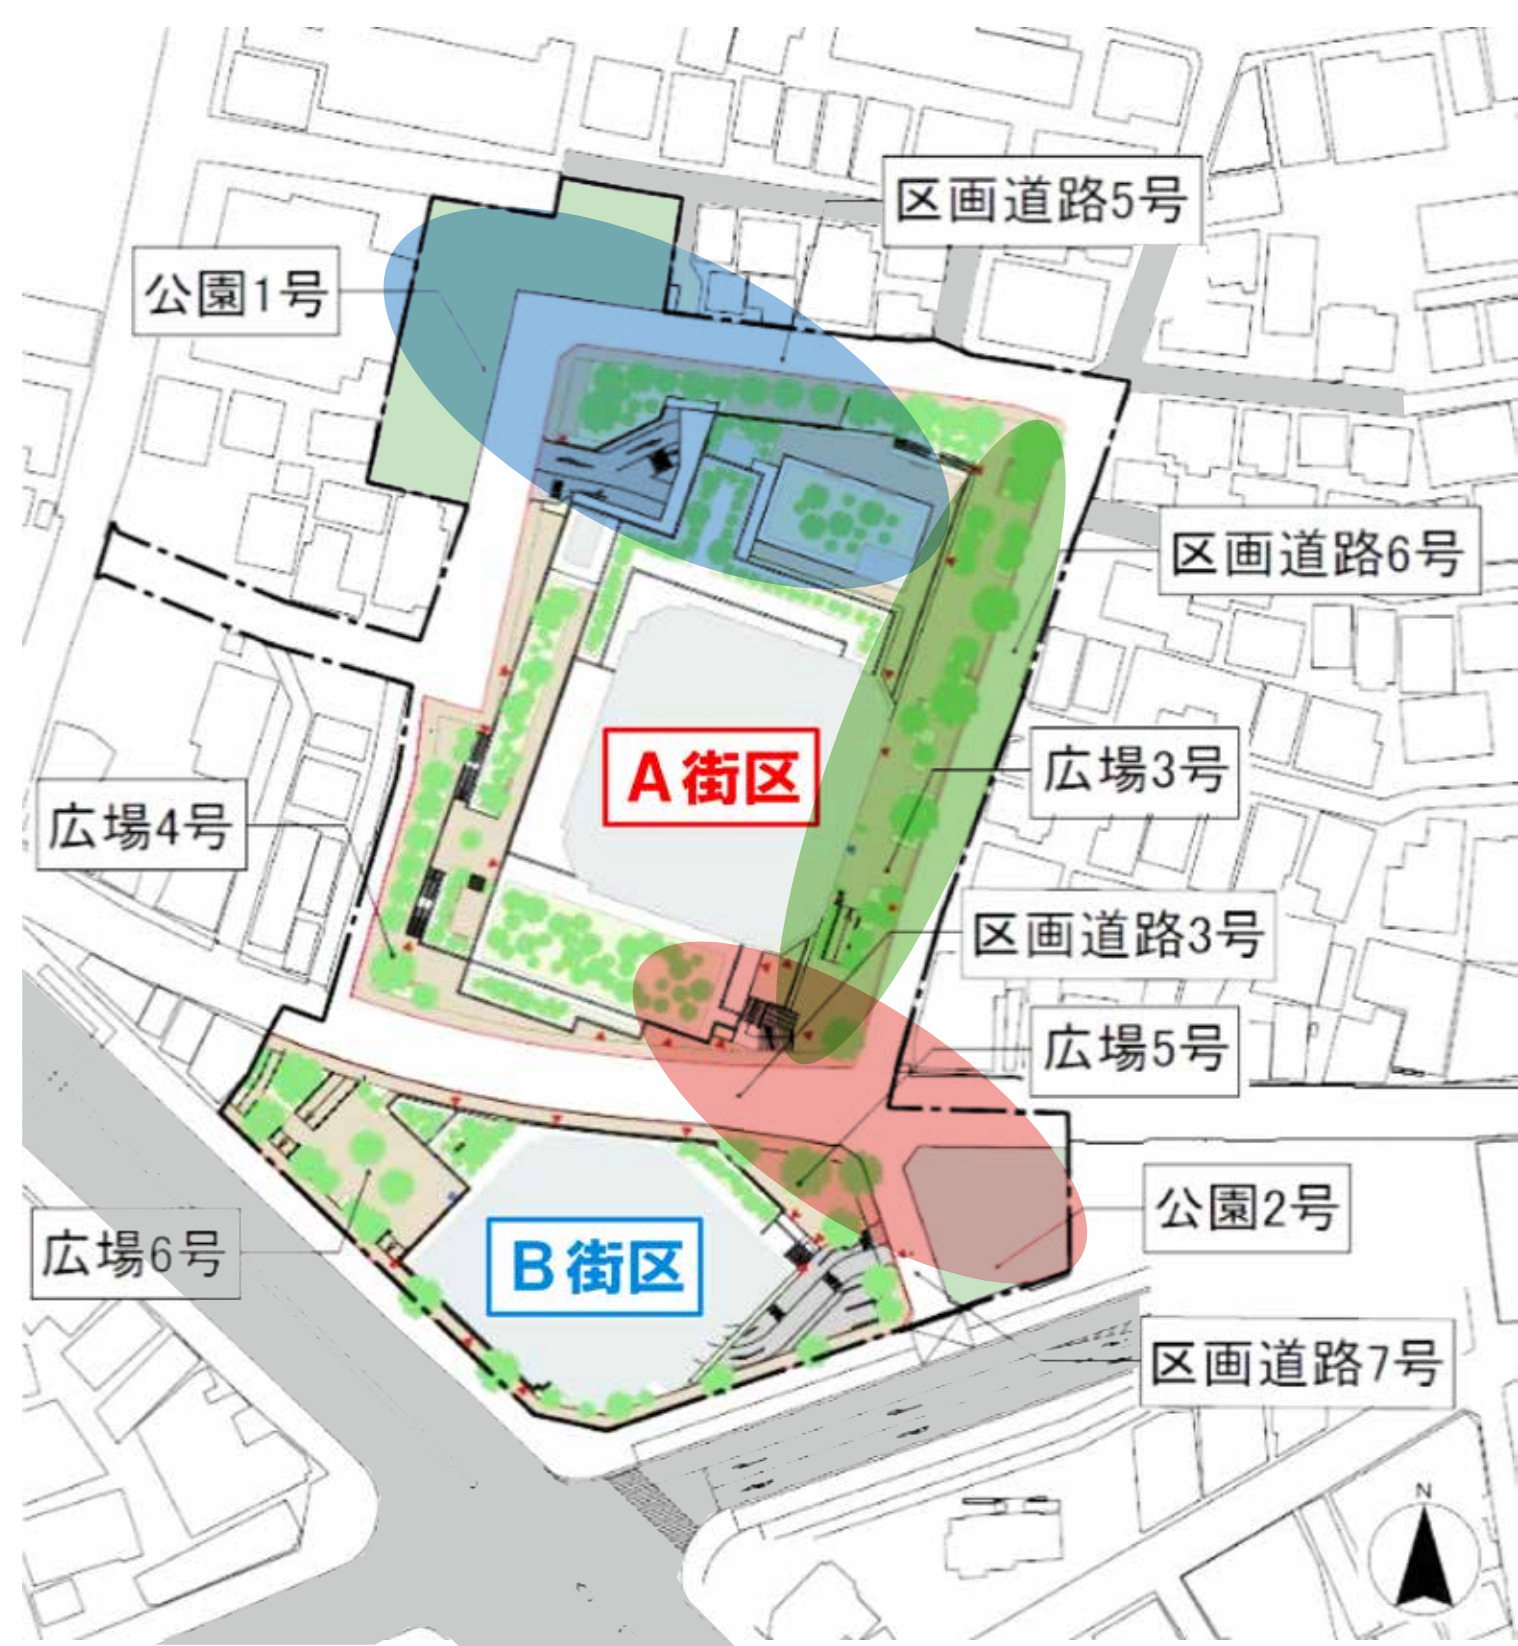 区画道路5号
公園1号
区画道路6号
A街区
広場3号
広場4号
区画道路3号
広場5号
公園2号
広場6号
B街区
区画道路7号
N